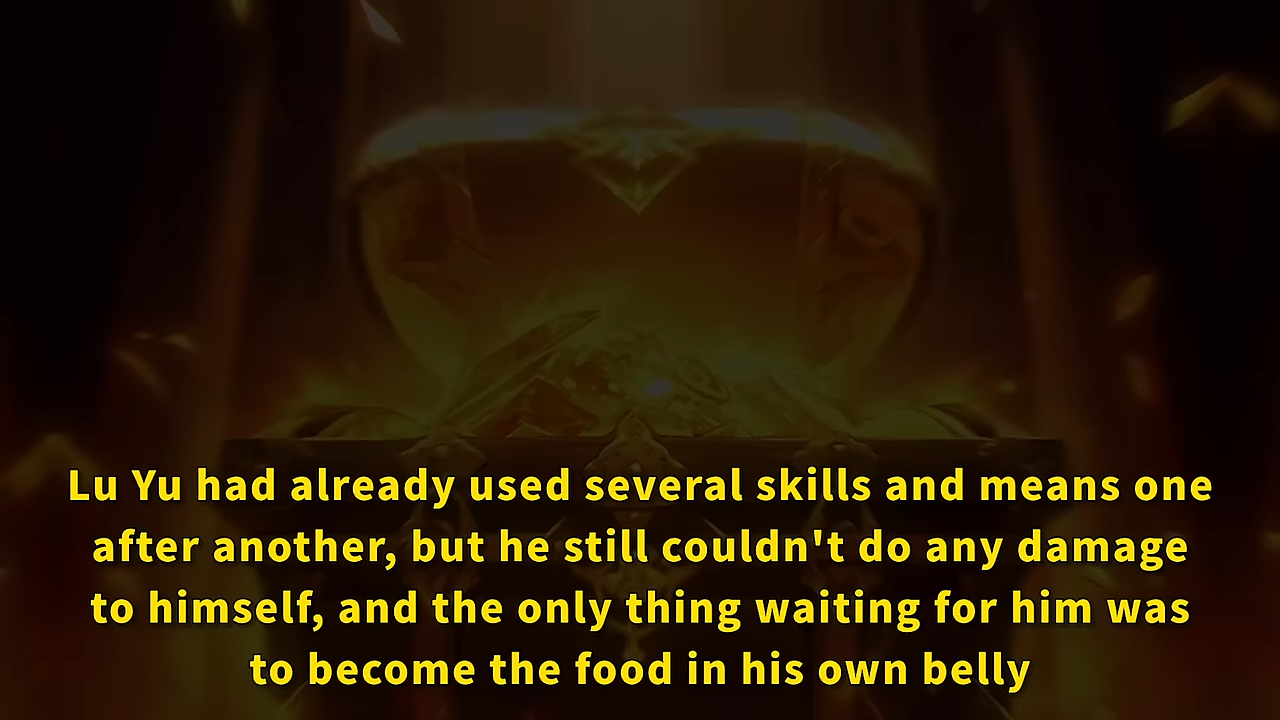 Lu Yu had already used several skills and means one
after another, but he still couldn't do any damage
to himself, and the only thing waiting for him was
to become the food in his own belly